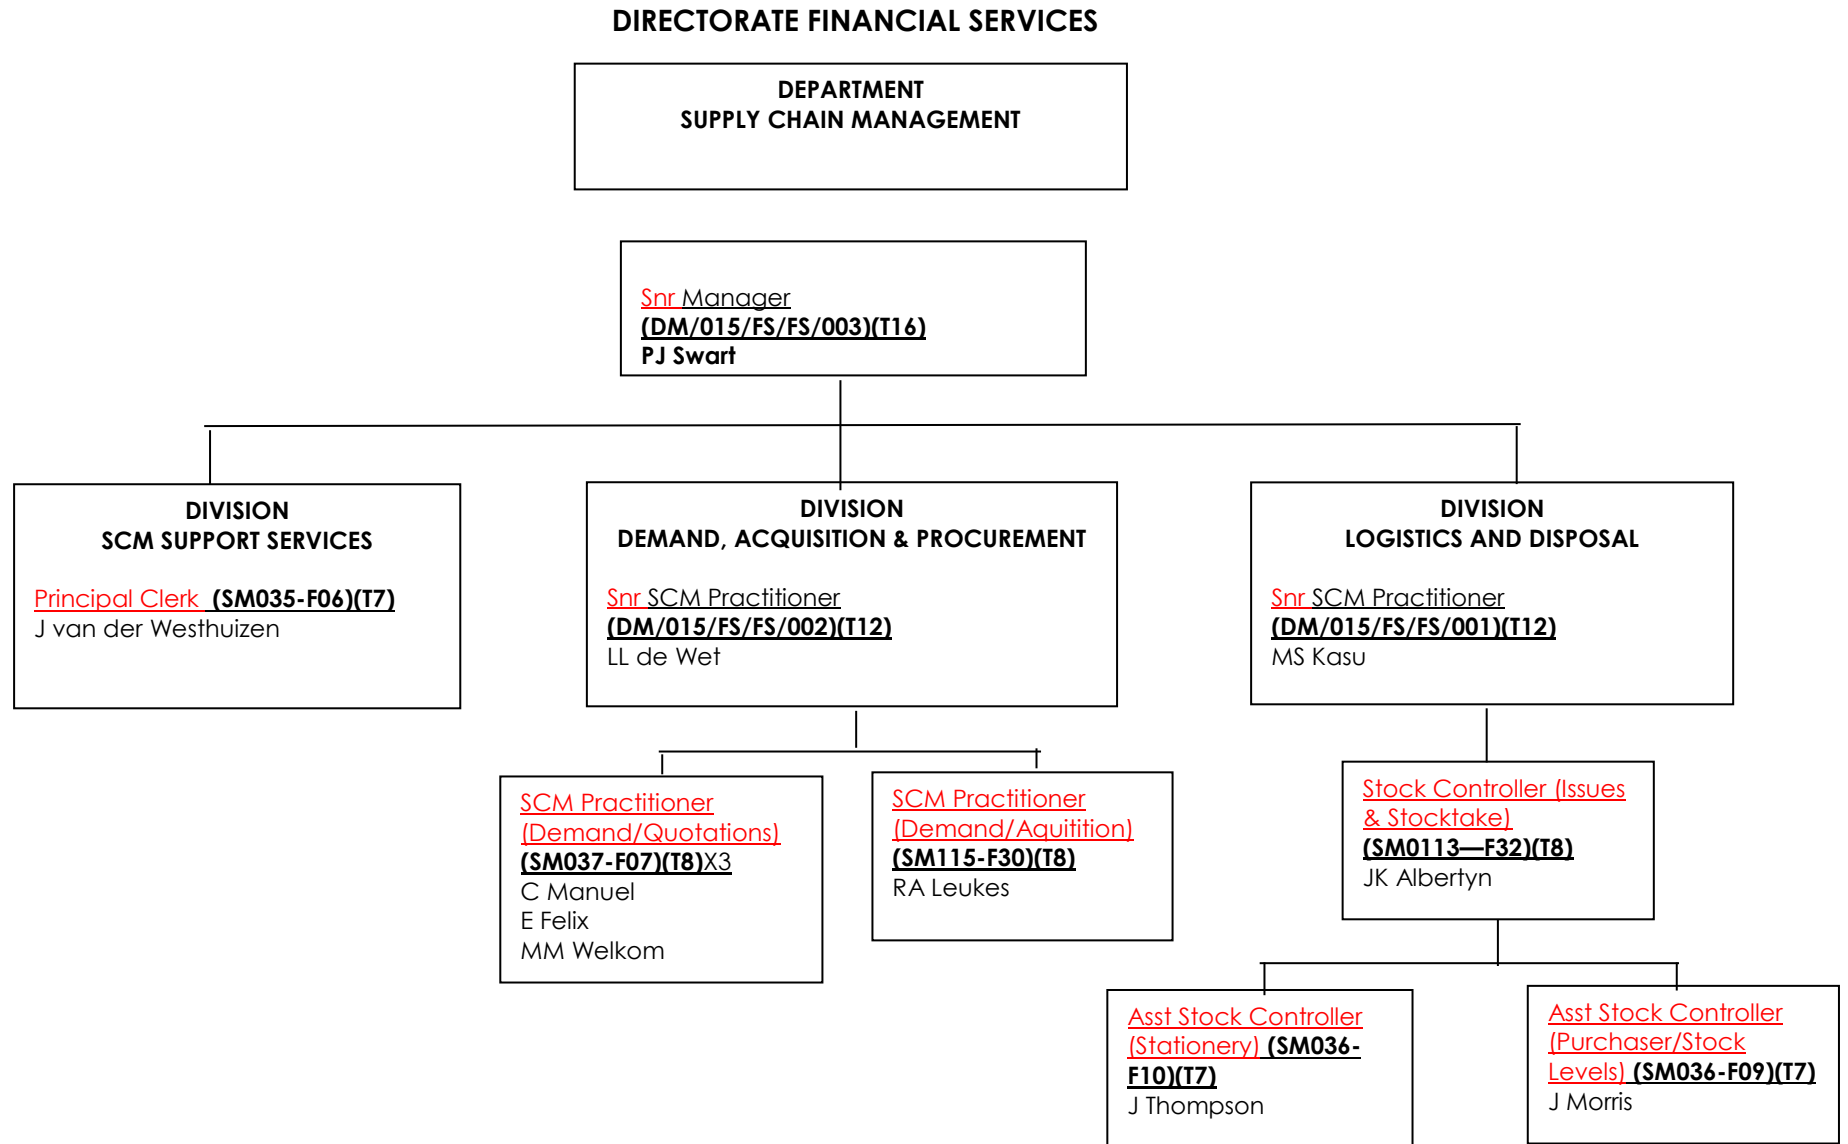 DIRECTORATE FINANCIAL SERVICES
DEPARTMENT
SUPPLY CHAIN MANAGEMENT
Snr Manager
(DM/015/FS/FS/003)(T16)
PJ Swart
DIVISION
SCM SUPPORT SERVICES
Principal Clerk (SM035-F06)(T7)
J van der Westhuizen
DIVISION
DEMAND, ACQUISITION & PROCUREMENT
Snr SCM Practitioner
(DM/015/FS/FS/002)(T12)
LL de Wet
DIVISION
LOGISTICS AND DISPOSAL
Snr SCM Practitioner
(DM/015/FS/FS/001)(T12)
MS Kasu
SCM Practitioner
(Demand/Quotations)
(SM037-F07)(T8)X3
C Manuel
E Felix
MM Welkom
SCM Practitioner
(Demand/Aquitition)
(SM115-F30)(T8)
RA Leukes
Stock Controller (Issues
& Stocktake)
(SM0113—F32)(T8)
JK Albertyn
Asst Stock Controller
(Stationery) (SM036-
F10)(T7)
J Thompson
Asst Stock Controller
(Purchaser/Stock
Levels) (SM036-F09)(T7)
J Morris